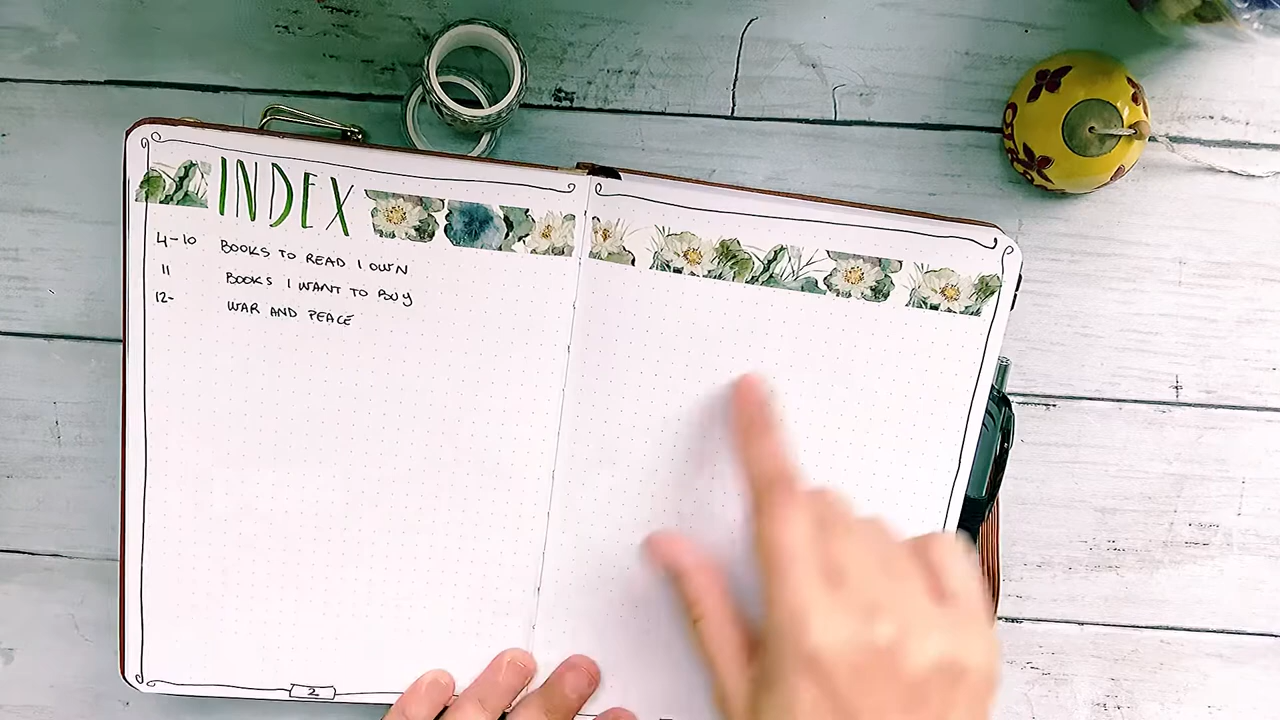 INDEX
4-10 BOOKS TO READ I OWN
11 BOOKS I WANT TO BUY
12- WAR AND PEACE
2